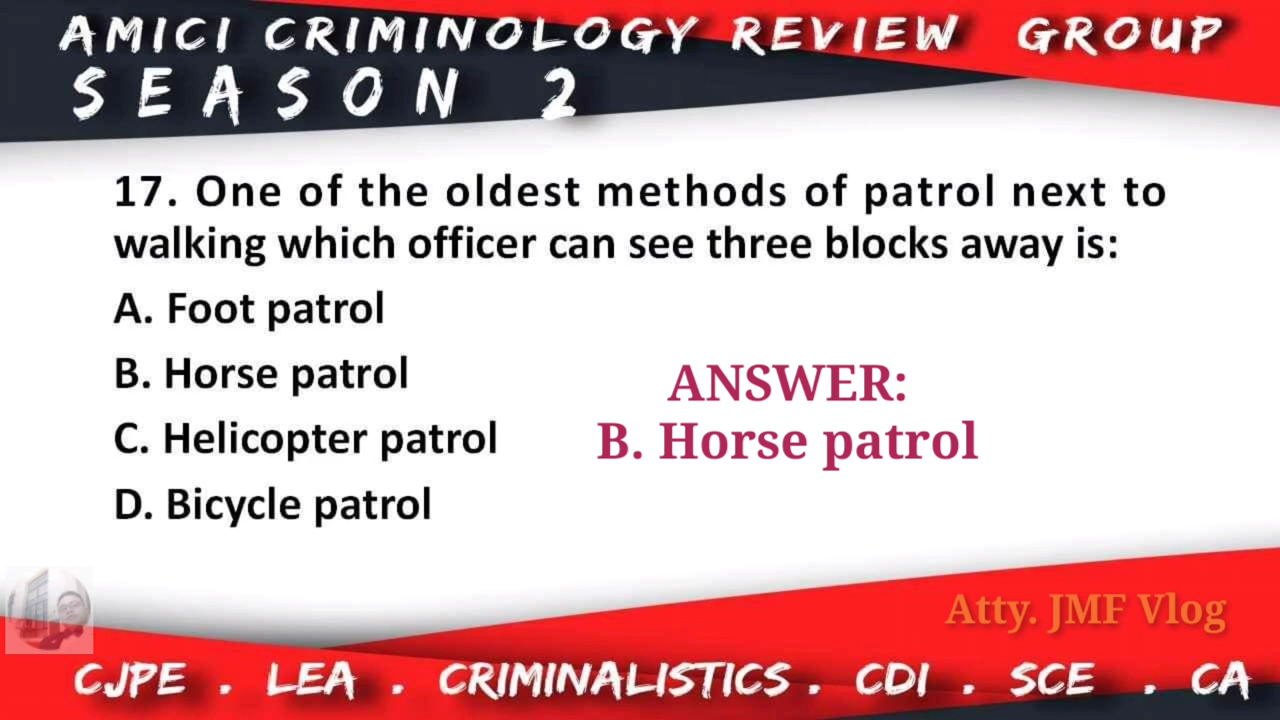 AMICI CRIMINOLOGY REVIEW GROUP
SEASON 2
17. One of the oldest methods of patrol next to
walking which officer can see three blocks away is:
A. Foot patrol
B. Horse patrol
C. Helicopter patrol
D. Bicycle patrol
ANSWER:
B. Horse patrol
Atty. JMF Vlog
CJPE . LEA . CRIMINALISTICS . CDI . SCE . CA